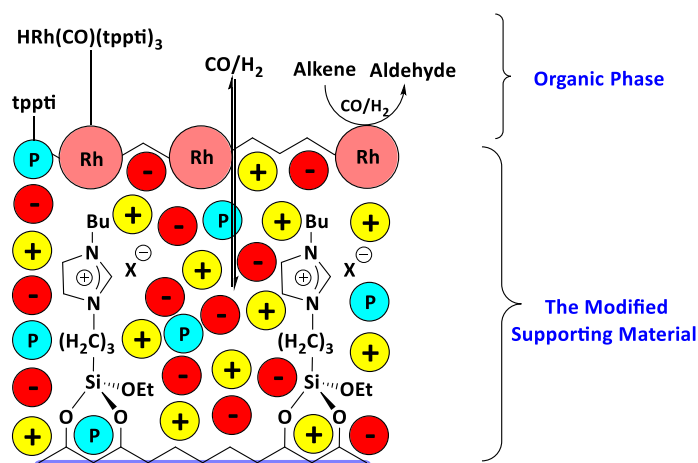 HRh(CO)(tppti)3
CO/H2
Alkene Aldehyde
CO/H2
Organic Phase
tppti
P Rh Rh Rh
- + -
-
Bu + - P + Bu +
+
N X⊖ + - N X⊖
+ +
- - P
N - + N
P (H2C)3 + P (H2C)3 +
The Modified
Supporting Material
- Si OEt - + - Si OEt
O O + - O O
+ P + -